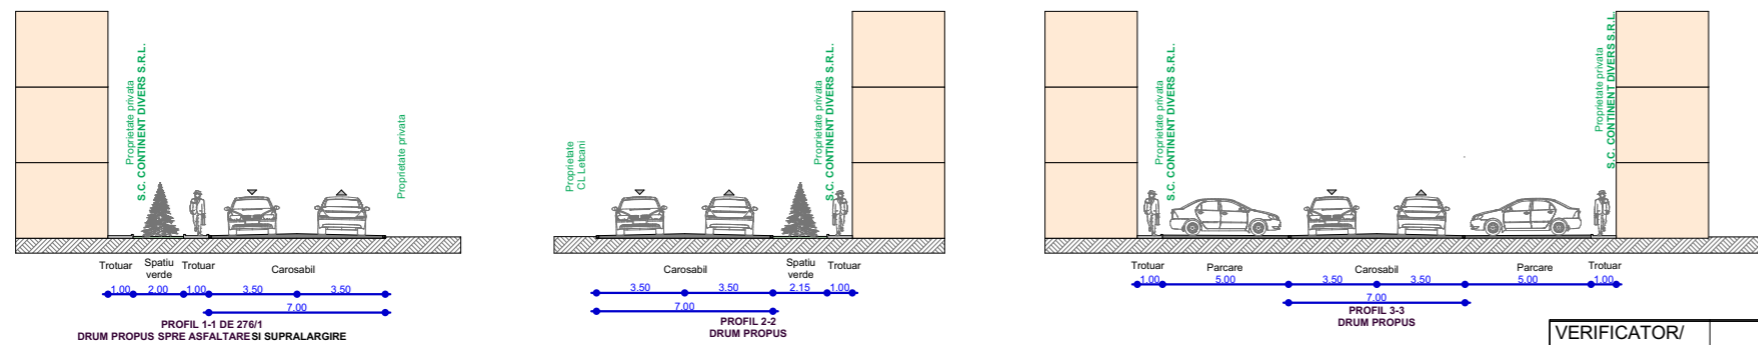 Proprietate privata
S.C. CONTINENT DIVERS S.R.L.
Proprietate privata
Trotuar
Spatiu
verde
Trotuar
Carosabil
1.00
2.00
1.00
3.50
3.50
7.00
PROFIL 1-1 DE 276/1
DRUM PROPUS SPRE ASFALTARE SI SUPRALARGIRE
Proprietate
CL Letcani
Proprietate privata
S.C. CONTINENT DIVERS S.R.L.
Carosabil
Spatiu
verde
Trotuar
3.50
3.50
2.15
1.00
7.00
PROFIL 2-2
DRUM PROPUS
Proprietate privata
S.C. CONTINENT DIVERS S.R.L.
Proprietate privata
S.C. CONTINENT DIVERS S.R.L.
Trotuar
Parcare
Carosabil
Parcare
Trotuar
1.00
5.00
3.50
3.50
5.00
1.00
7.00
PROFIL 3-3
DRUM PROPUS
VERIFICATOR/